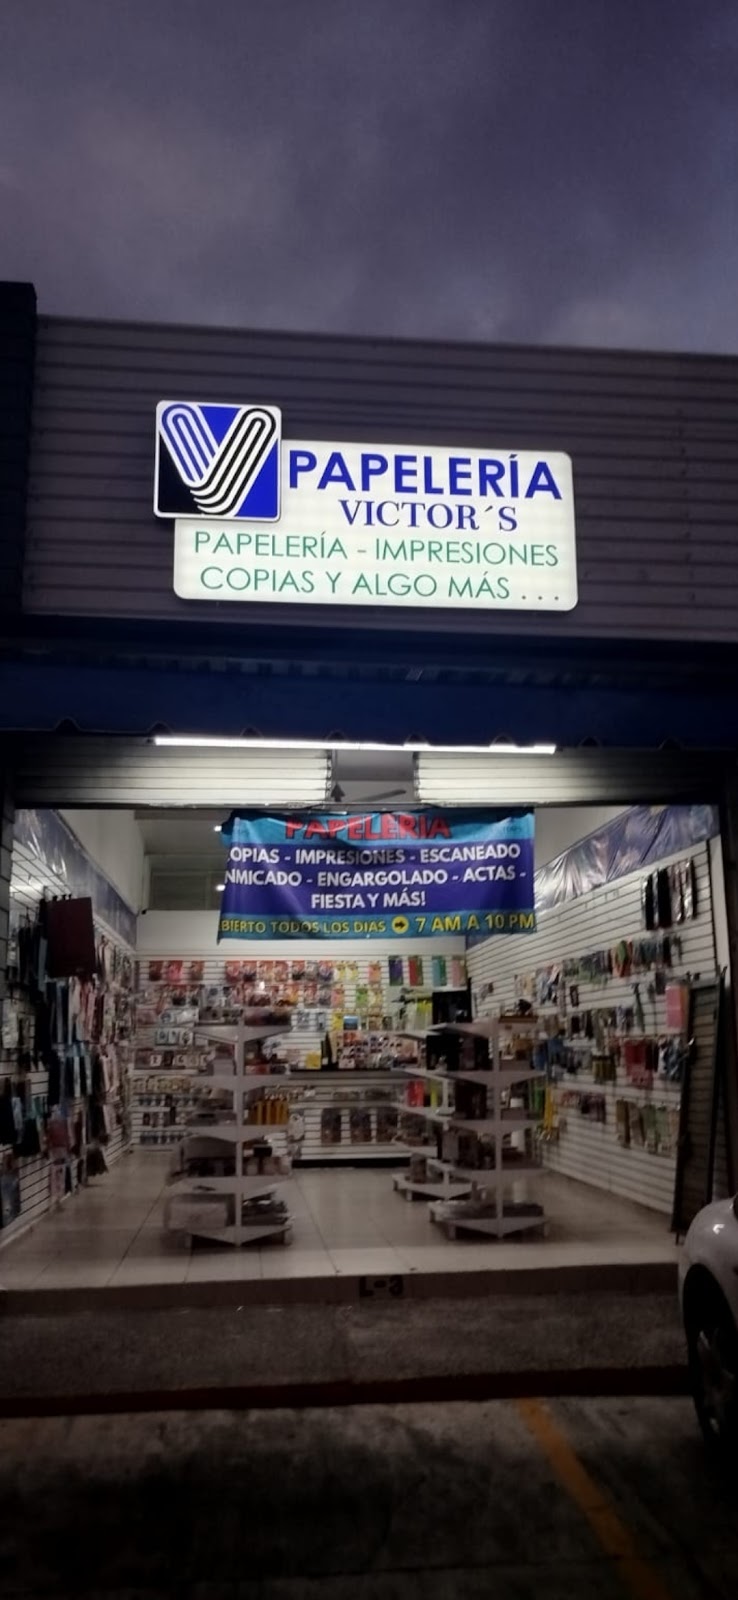 PAPELERÍA
VICTOR´S
PAPELERÍA - IMPRESIONES
COPIAS Y ALGO MÁS . . .
PAPELERIA
OPIAS - IMPRESIONES - ESCANEADO
NMICADO - ENGARGOLADO - ACTAS -
FIESTA Y MÁS!
BIERTO TODOS LOS DIAS ➔ 7 AM A 10 PM
L-3